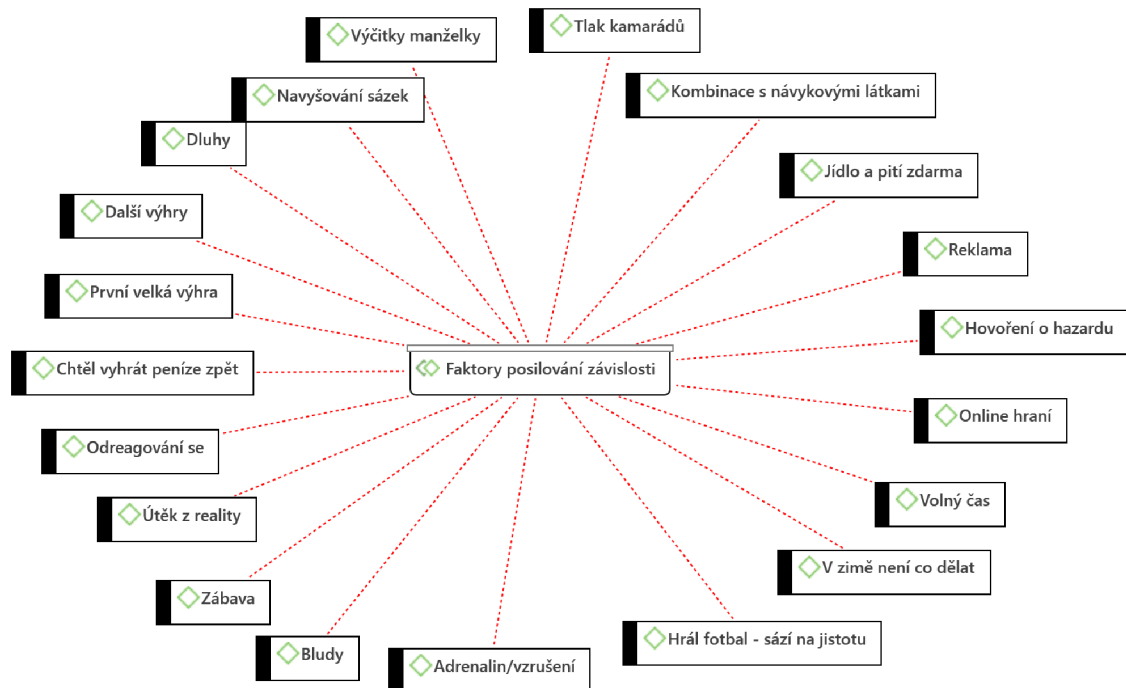 Tlak kamarádů
Výčitky manželky
Kombinace s návykovými látkami
Navyšování sázek
Dluhy
Jídlo a pití zdarma
Další výhry
Reklama
První velká výhra
Hovoření o hazardu
Chtěl vyhrát peníze zpět
Faktory posilování závislosti
Online hraní
Odreagování se
Volný čas
Útěk z reality
V zimě není co dělat
Zábava
Hrál fotbal - sází na jistotu
Bludy
Adrenalin/vzrušení